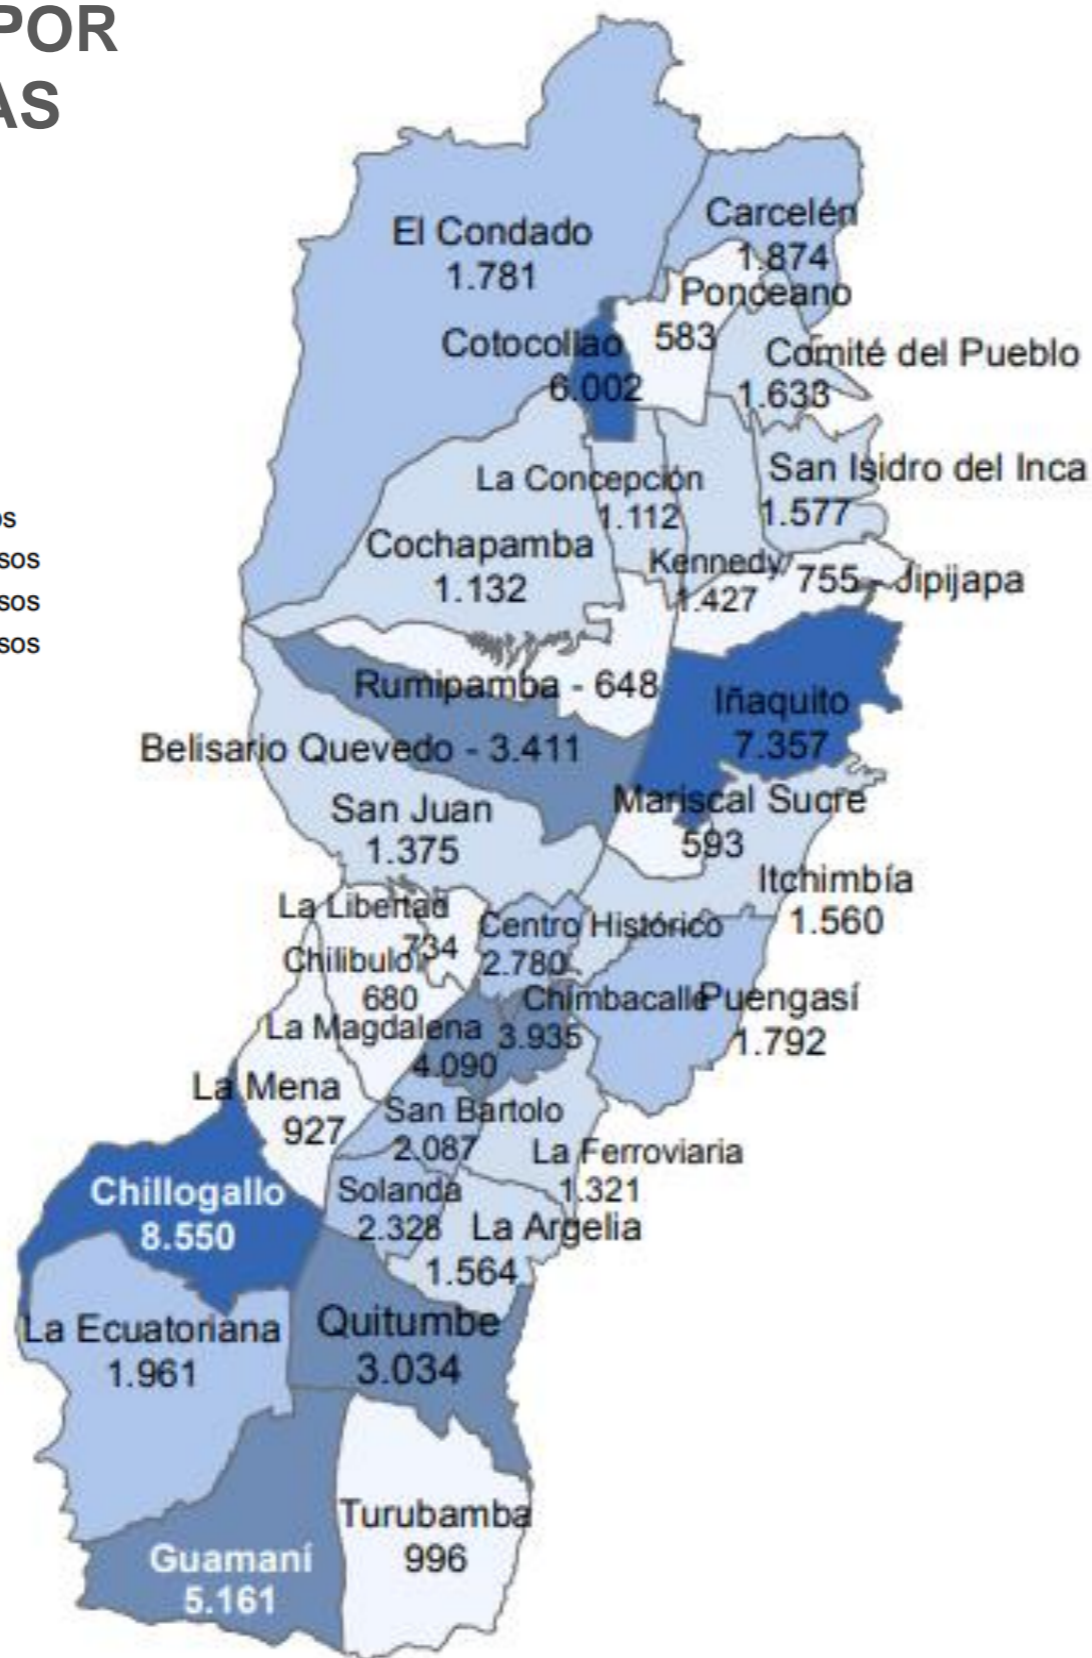 POR
AS
os
sos
sos
sos
El Condado
1.781
Carcelén
1.874
Ponceano
583
Cotocollao
6.002
Comité del Pueblo
1.633
La Concepción
1.112
San Isidro del Inca
1.577
Cochapamba
1.132
Kennedy
1.427
755 - Jipijapa
Rumipamba - 648
Iñaquito
7.357
Belisario Quevedo - 3.411
San Juan
1.375
Mariscal Sucre
593
Itchimbía
1.560
La Libertad
734
Centro Histórico
2.780
Chilibulo
680
Chimbacalle
3.935
Puengasí
1.792
La Magdalena
4.090
La Mena
927
San Bartolo
2.087
La Ferroviaria
1.321
Chillogallo
8.550
Solanda
2.328
La Argelia
1.564
La Ecuatoriana
1.961
Quitumbe
3.034
Turubamba
996
Guamaní
5.161